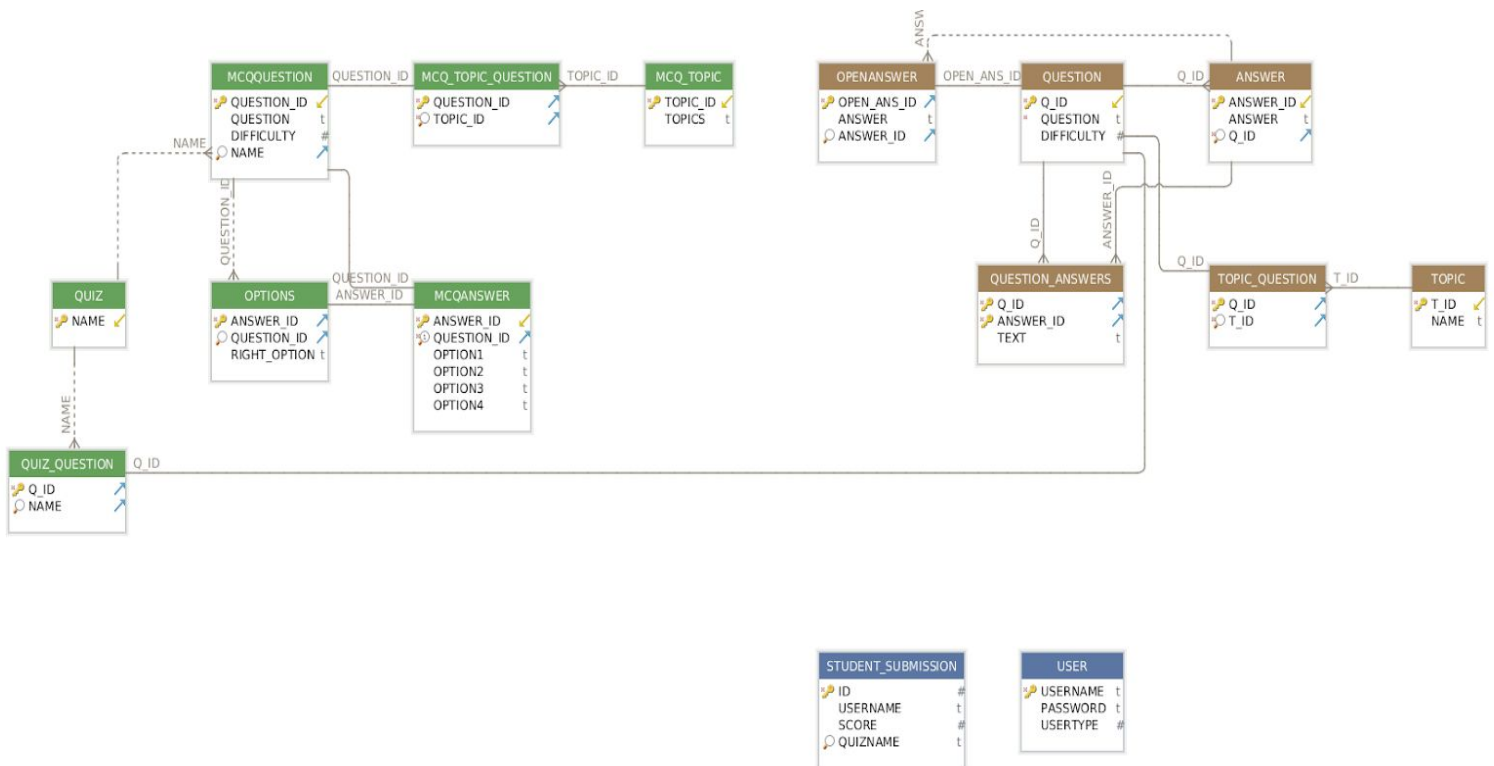 ANSW
MCQQUESTION
QUESTION_ID
QUESTION t
DIFFICULTY #
NAME
QUESTION_ID
MCQ_TOPIC_QUESTION
QUESTION_ID
TOPIC_ID
TOPIC_ID
MCQ_TOPIC
TOPIC_ID
TOPICS t
OPENANSWER
OPEN_ANS_ID
ANSWER t
ANSWER_ID
OPEN_ANS_ID
QUESTION
Q_ID
QUESTION t
DIFFICULTY #
Q_ID
ANSWER
ANSWER_ID
ANSWER t
Q_ID
NAME
QUESTION_ID
Q_ID
ANSWER_ID
QUIZ
NAME
OPTIONS
ANSWER_ID
QUESTION_ID
RIGHT_OPTION t
QUESTION_ID
ANSWER_ID
MCQANSWER
ANSWER_ID
QUESTION_ID
OPTION1 t
OPTION2 t
OPTION3 t
OPTION4 t
QUESTION_ANSWERS
Q_ID
ANSWER_ID
TEXT t
Q_ID
TOPIC_QUESTION
Q_ID
T_ID
T_ID
TOPIC
T_ID
NAME t
NAME
QUIZ_QUESTION
Q_ID
NAME
Q_ID
STUDENT_SUBMISSION
ID #
USERNAME t
SCORE #
QUIZNAME t
USER
USERNAME t
PASSWORD t
USERTYPE #